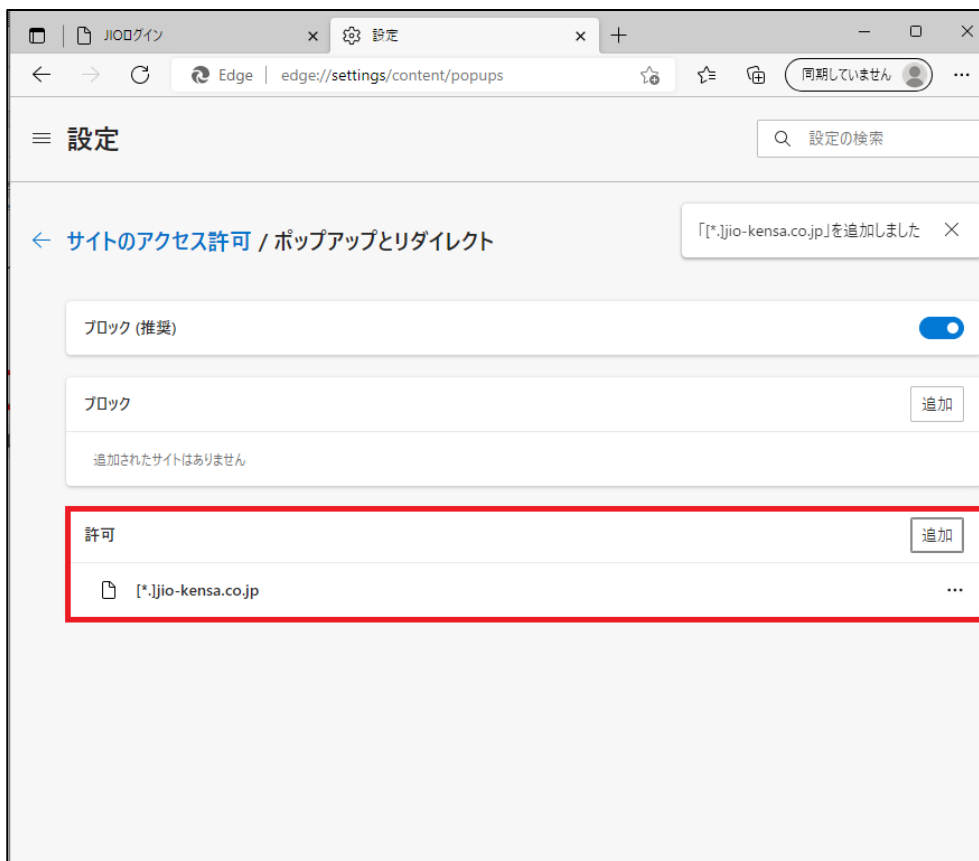 JIOログイン
設定
Edge
edge://settings/content/popups
同期していません
設定
設定の検索
サイトのアクセス許可 / ポップアップとリダイレクト
「[*.]jio-kensa.co.jp」を追加しました
ブロック (推奨)
ブロック
追加
追加されたサイトはありません
許可
追加
[*.]jio-kensa.co.jp